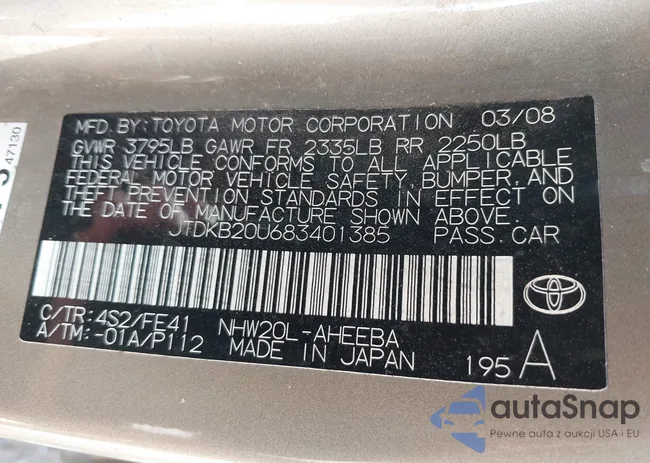 47130
MFD.BY:TOYOTA MOTOR CORPORATION 03/08
GVWR 3795LB GAWR FR 2335LB RR 2250LB
THIS VEHICLE CONFORMS TO ALL APPLICABLE
FEDERAL MOTOR VEHICLE SAFETY, BUMPER, AND
THEFT PREVENTION STANDARDS IN EFFECT ON
THE DATE OF MANUFACTURE SHOWN ABOVE.
JTDKB20U683401385 PASS.CAR
C/TR:4S2/FE41 NHW20L-AHEEBA
A/TM:-01A/P112 MADE IN JAPAN 195 A
autaSnap
Pewne auta z aukcji USA i EU